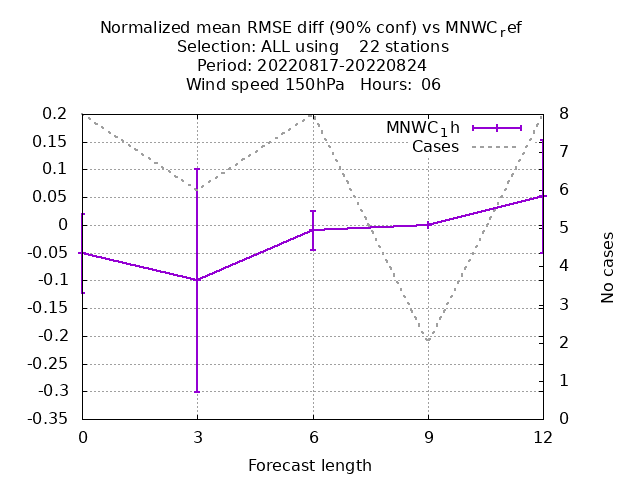 Normalized mean RMSE diff (90% conf) vs MNWCref
Selection: ALL using    22 stations
Period: 20220817-20220824
Wind speed 150hPa   Hours:  06
0.2
0.15
0.1
0.05
0
-0.05
-0.1
-0.15
-0.2
-0.25
-0.3
-0.35
MNWC1h
Cases
8
7
6
5
4
3
2
1
0
No cases
0 3 6 9 12
Forecast length